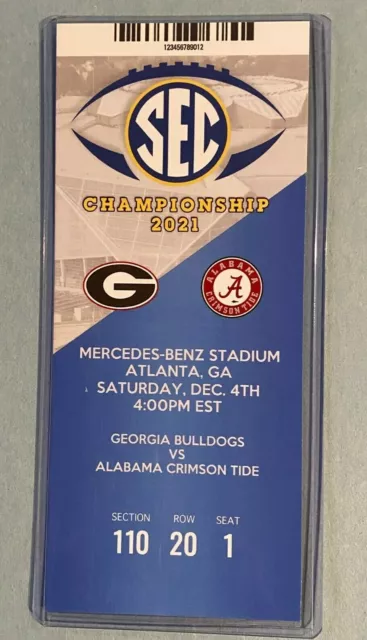 123456789012
SEC
CHAMPIONSHIP
2021
G
ALABAMA
A
CRIMSON TIDE
MERCEDES-BENZ STADIUM
ATLANTA, GA
SATURDAY, DEC. 4TH
4:00PM EST
GEORGIA BULLDOGS
VS
ALABAMA CRIMSON TIDE
SECTION ROW SEAT
110 20 1